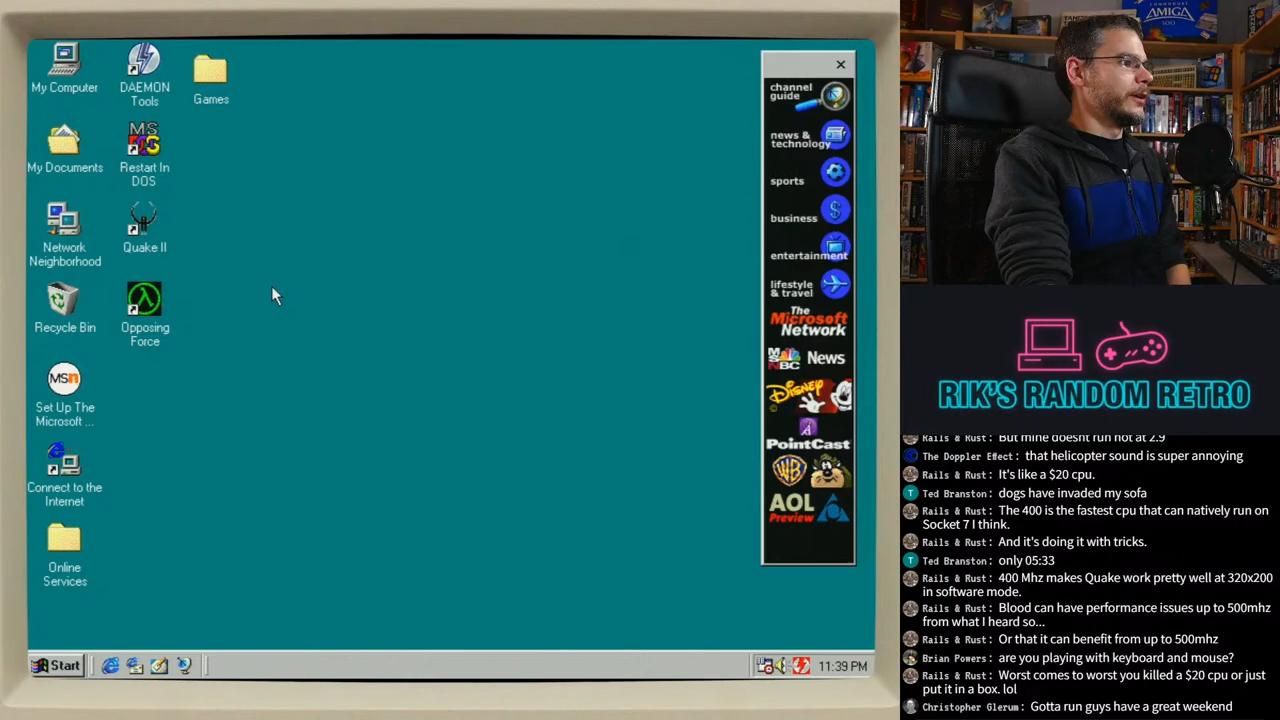 My Computer
DAEMON
Tools
Games
My Documents
MS
Restart In
DOS
Network
Neighborhood
Quake II
Recycle Bin
Opposing
Force
msn
Set Up The
Microsoft ...
Connect to the
Internet
Online
Services
channel
guide
news &
technology
sports
business
entertainment
lifestyle
& travel
The
Microsoft
Network
MS
NBC News
Disney
PointCast
WB
AOL
Preview
Start
11:39 PM
COMMODORE
AMIGA
500
RIK'S RANDOM RETRO
Rails & Rust: But mine doesnt run hot at 2.9
The Doppler Effect: that helicopter sound is super annoying
Rails & Rust: It's like a $20 cpu.
Ted Branston: dogs have invaded my sofa
Rails & Rust: The 400 is the fastest cpu that can natively run on
Socket 7 I think.
Rails & Rust: And it's doing it with tricks.
Ted Branston: only 05:33
Rails & Rust: 400 Mhz makes Quake work pretty well at 320x200
in software mode.
Rails & Rust: Blood can have performance issues up to 500mhz
from what I heard so...
Rails & Rust: Or that it can benefit from up to 500mhz
Brian Powers: are you playing with keyboard and mouse?
Rails & Rust: Worst comes to worst you killed a $20 cpu or just
put it in a box. lol
Christopher Glerum: Gotta run guys have a great weekend